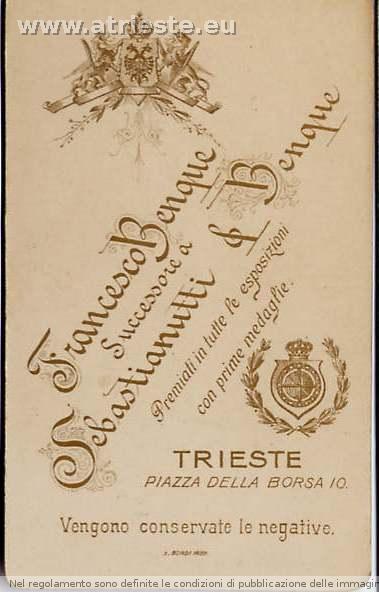 www.atrieste.eu
Francesco Benque
Successore a
Sebastianutti & Benque
Premiati in tutte le esposizioni
con prime medaglie.
TRIESTE
PIAZZA DELLA BORSA 10.
Vengono conservate le negative.
Nel regolamento sono definite le condizioni di pubblicazione delle immagin